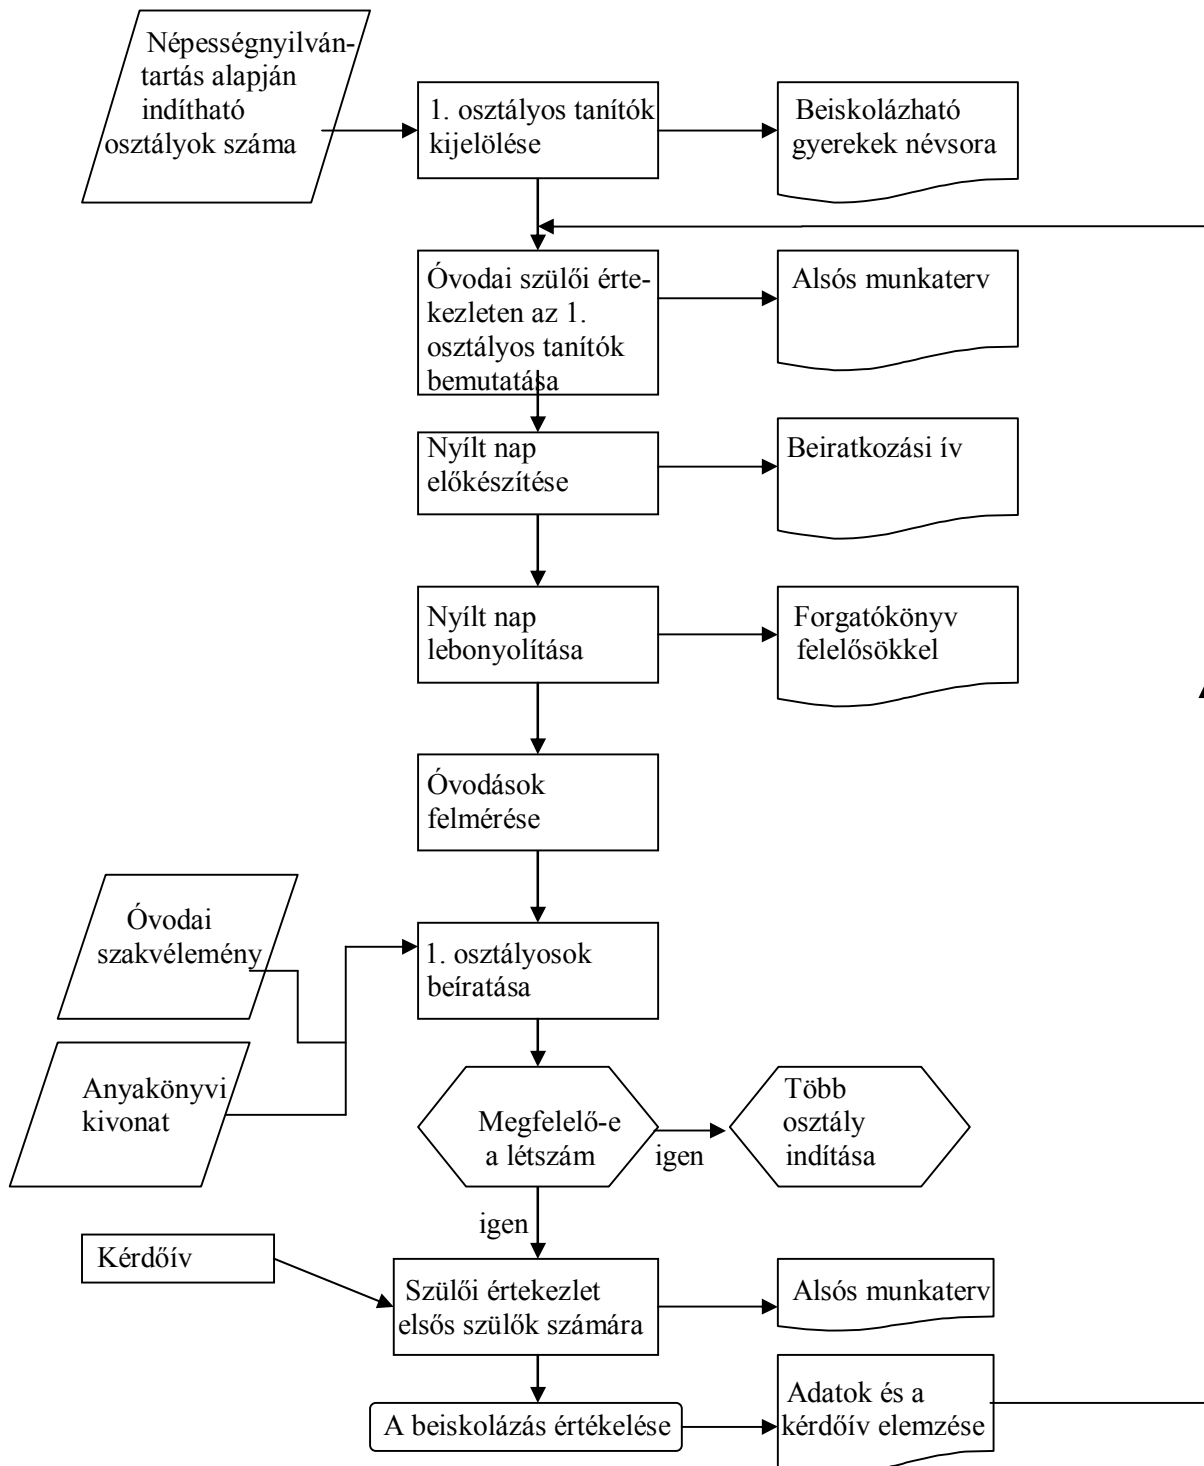 Népességnyilván-
tartás alapján
indítható
osztályok száma
1. osztályos tanítók
kijelölése
Beiskolázható
gyerekek névsora
Óvodai szülői érte-
kezleten az 1.
osztályos tanítók
bemutatása
Alsós munkaterv
Nyílt nap
előkészítése
Beiratkozási ív
Nyílt nap
lebonyolítása
Forgatókönyv
felelősökkel
Óvodások
felmérése
Óvodai
szakvélemény
1. osztályosok
beíratása
Anyakönyvi
kivonat
Megfelelő-e
a létszám
igen
Több
osztály
indítása
igen
Kérdőív
Szülői értekezlet
elsős szülők számára
Alsós munkaterv
A beiskolázás értékelése
Adatok és a
kérdőív elemzése